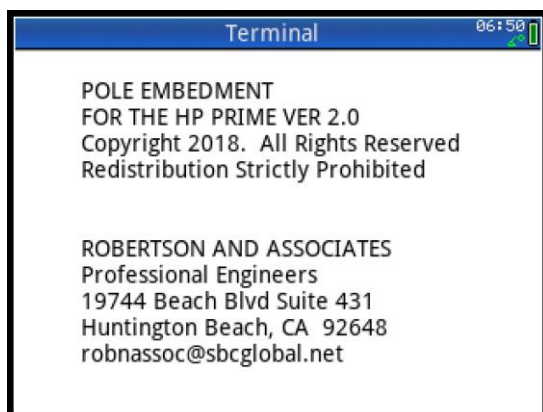 Terminal
06:50
POLE EMBEDMENT
FOR THE HP PRIME VER 2.0
Copyright 2018.  All Rights Reserved
Redistribution Strictly Prohibited
ROBERTSON AND ASSOCIATES
Professional Engineers
19744 Beach Blvd Suite 431
Huntington Beach, CA  92648
robnassoc@sbcglobal.net